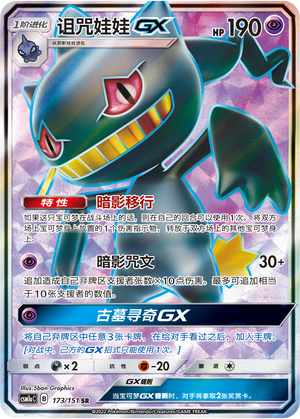 1阶进化
诅咒娃娃GX
HP 190
从怨影娃娃进化
特性 暗影移行
如果这只宝可梦在战斗场上的话，则在自己的回合可以使用1次。将双方
场上宝可梦身上放置的1个伤害指示物，转放于双方场上的其他宝可梦身
上。
暗影咒文 30+
追加造成自己弃牌区支援者张数×10点伤害。最多可追加相当
于10张支援者的数值。
古墓寻奇GX
将自己弃牌区中任意3张卡牌，在给对手看过之后，加入手牌。
[对战中，己方的GX招式只能使用1次。]
弱点 ×2
抵抗力 -20
撤退
GX规则
当宝可梦GX昏厥时，对手将拿取2张奖赏卡。
Illus. 5ban Graphics
CSM1aC B 173/151 SR
©2022 Pokémon/Nintendo/Creatures/GAME FREAK